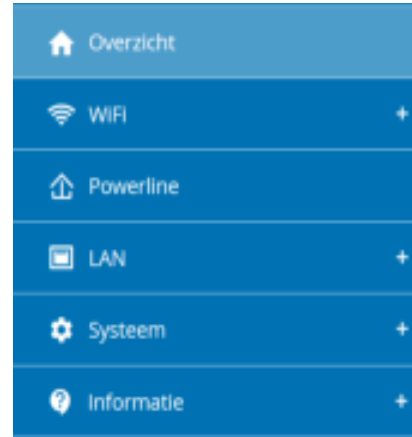 Overzicht
WiFi +
Powerline
LAN +
Systeem +
Informatie +